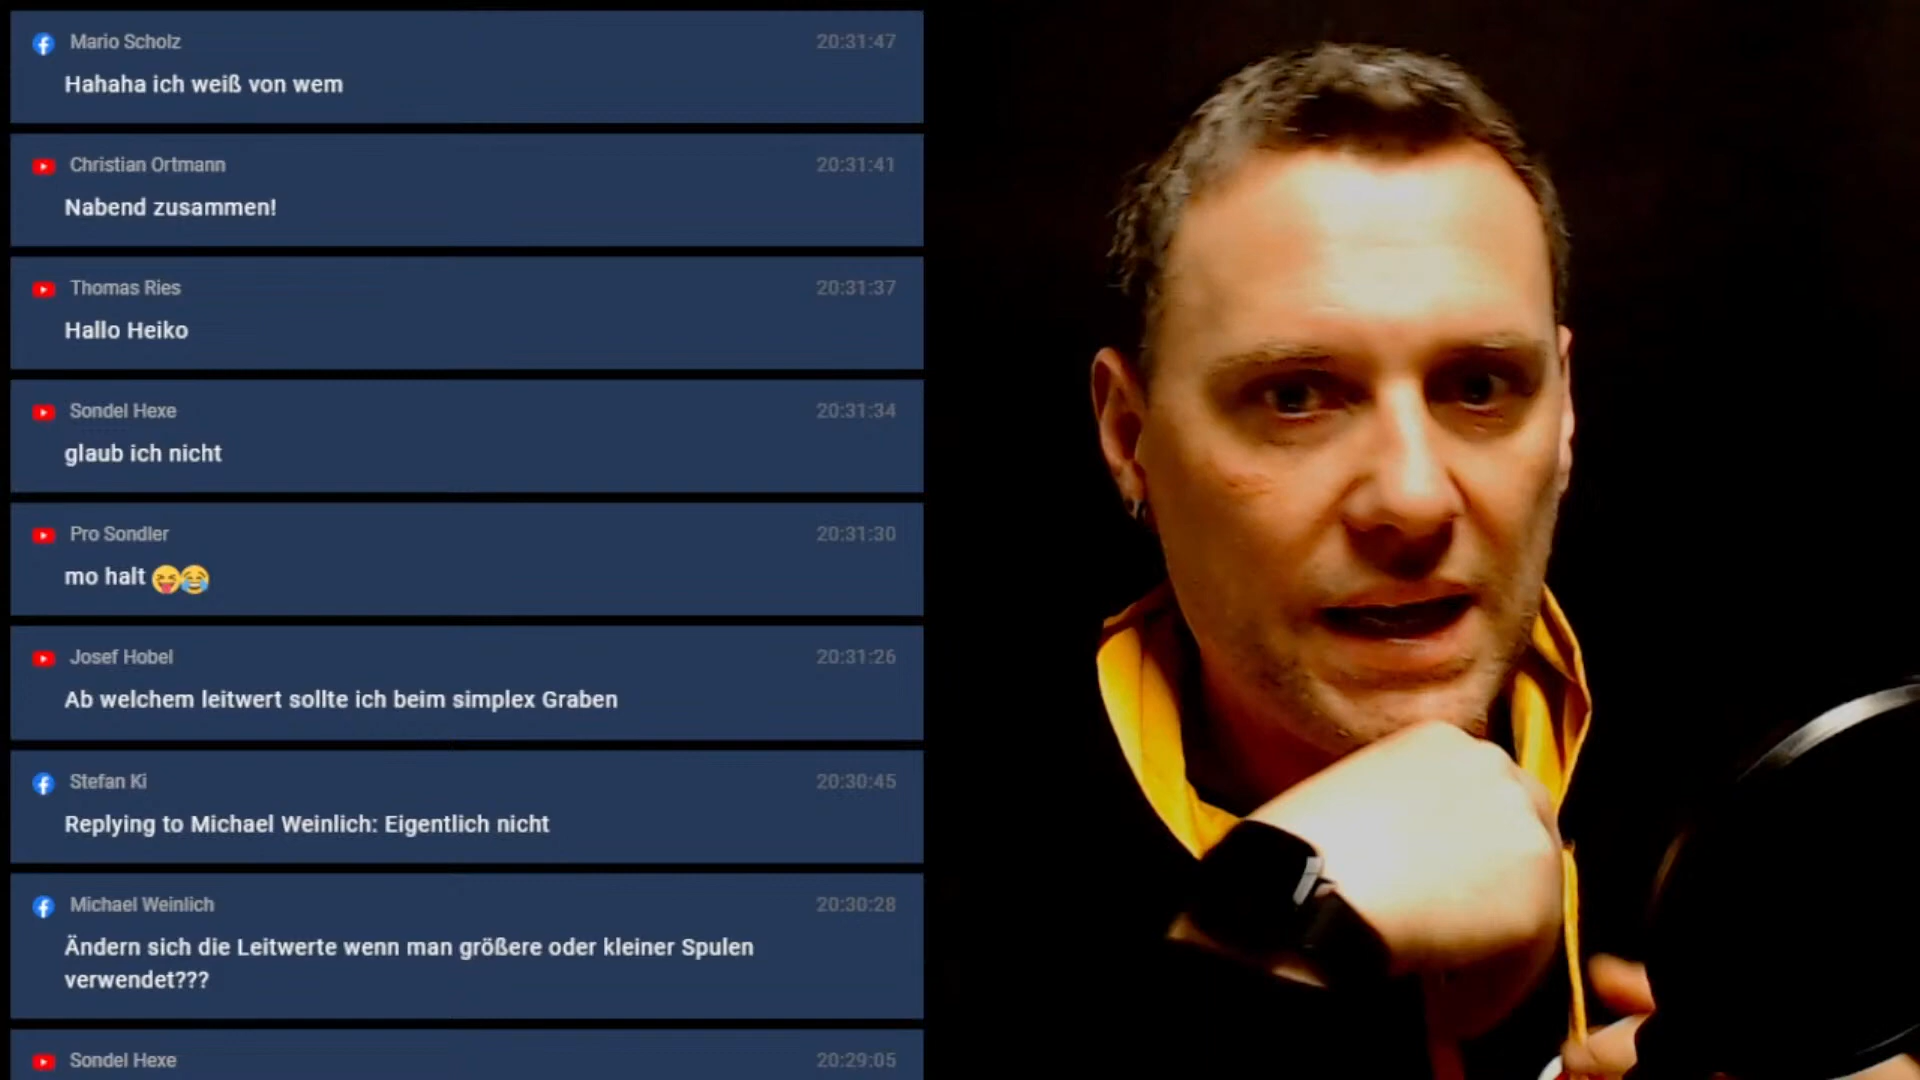 Mario Scholz 20:31:47
Hahaha ich weiß von wem
Christian Ortmann 20:31:41
Nabend zusammen!
Thomas Ries 20:31:37
Hallo Heiko
Sondel Hexe 20:31:34
glaub ich nicht
Pro Sondler 20:31:30
mo halt 😝😂
Josef Hobel 20:31:26
Ab welchem leitwert sollte ich beim simplex Graben
Stefan Ki 20:30:45
Replying to Michael Weinlich: Eigentlich nicht
Michael Weinlich 20:30:28
Ändern sich die Leitwerte wenn man größere oder kleiner Spulen
verwendet???
Sondel Hexe 20:29:05